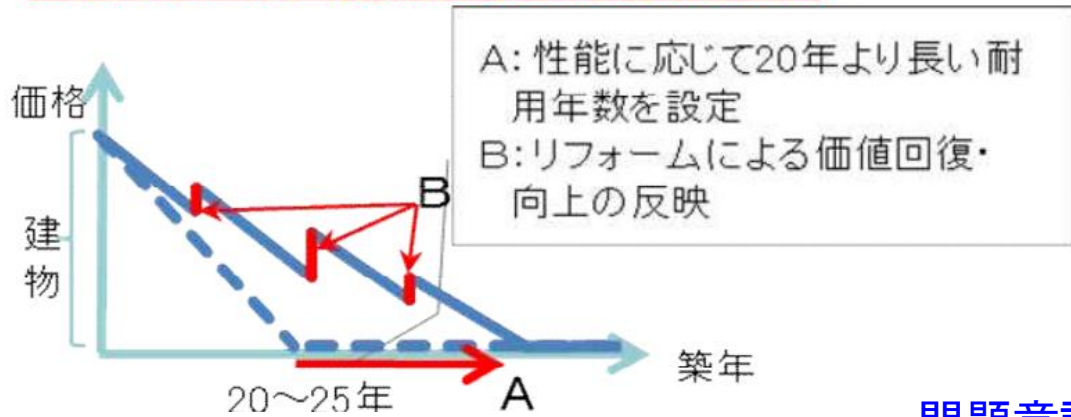 A: 性能に応じて20年より長い耐
用年数を設定
B:リフォームによる価値回復・
向上の反映
価格
建
物
B
築年
20～25年
A